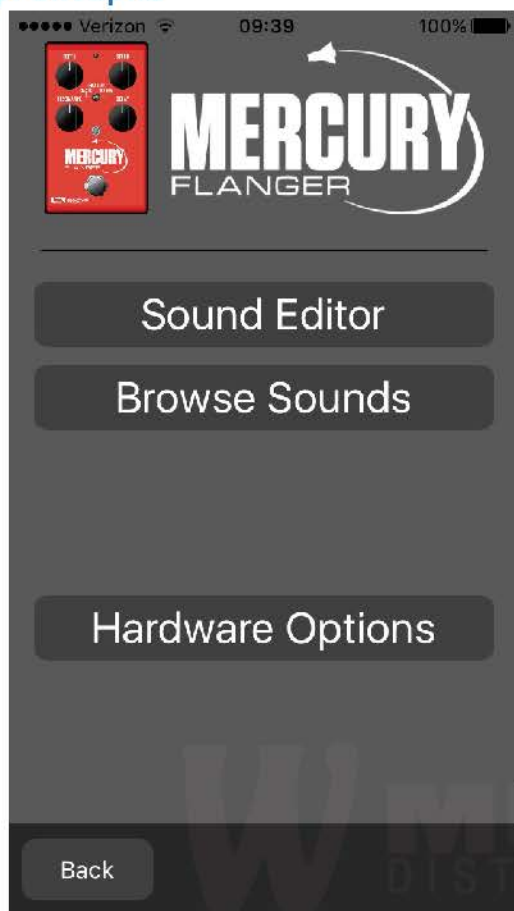 Verizon 09:39 100%
MERCURY
MERCURY
FLANGER
Sound Editor
Browse Sounds
Hardware Options
Back